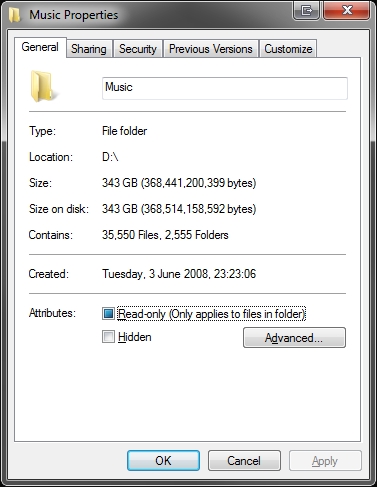 Music Properties
General Sharing Security Previous Versions Customize
Music
Type: File folder
Location: D:\
Size: 343 GB (368,441,200,399 bytes)
Size on disk: 343 GB (368,514,158,592 bytes)
Contains: 35,550 Files, 2,555 Folders
Created: Tuesday, 3 June 2008, 23:23:06
Attributes: Read-only (Only applies to files in folder)
Hidden Advanced...
OK Cancel Apply